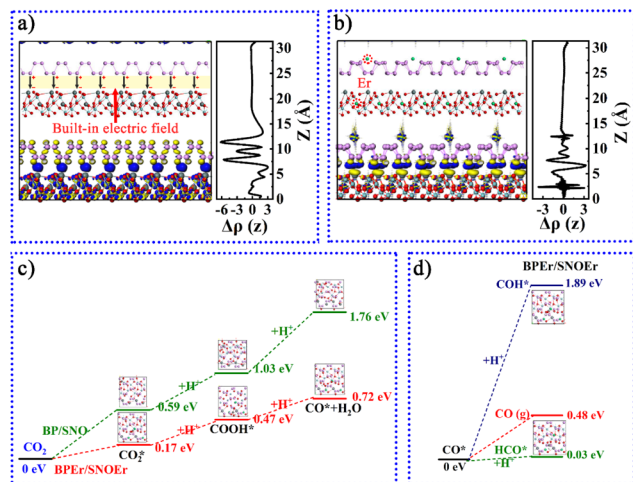 a)
30
25
20
15
10
5
0
Z (Å)
Built-in electric field
-6 -3 0 3
Δρ (z)
b)
Er
30
25
20
15
10
5
0
Z (Å)
-3 0 3
Δρ (z)
c)
1.76 eV
+H⁺
1.03 eV
+H⁺
0.59 eV
BP/SNO
+H⁺
0.72 eV
CO*+H₂O
+H⁺
0.47 eV
COOH*
CO₂
0 eV
0.17 eV
CO₂*
BPEr/SNOEr
d)
BPEr/SNOEr
COH*
1.89 eV
+H⁺
CO (g)
0.48 eV
CO*
0 eV
HCO*
+H⁺
0.03 eV